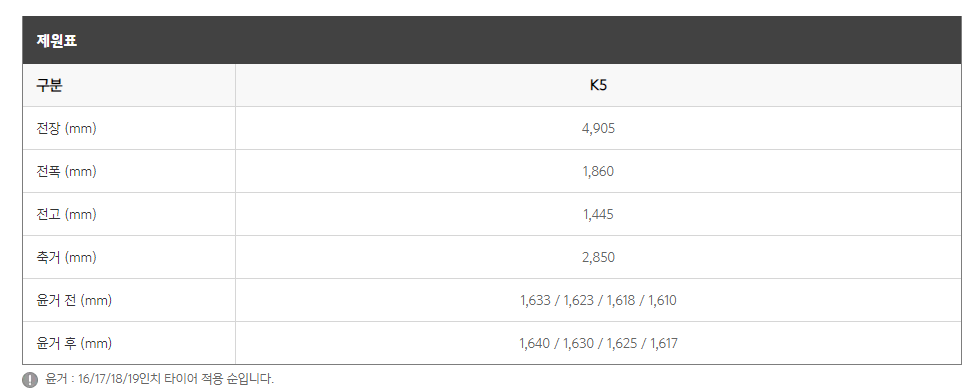 제원표
구분 K5
전장 (mm) 4,905
전폭 (mm) 1,860
전고 (mm) 1,445
축거 (mm) 2,850
윤거 전 (mm) 1,633 / 1,623 / 1,618 / 1,610
윤거 후 (mm) 1,640 / 1,630 / 1,625 / 1,617
! 윤거 : 16/17/18/19인치 타이어 적용 순입니다.